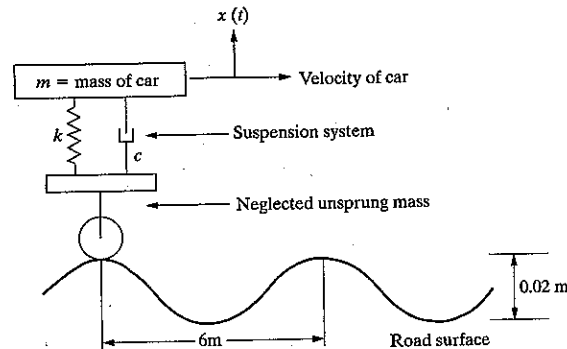 x (t)
m = mass of car
Velocity of car
k
Suspension system
c
Neglected unsprung mass
0.02 m
6m
Road surface